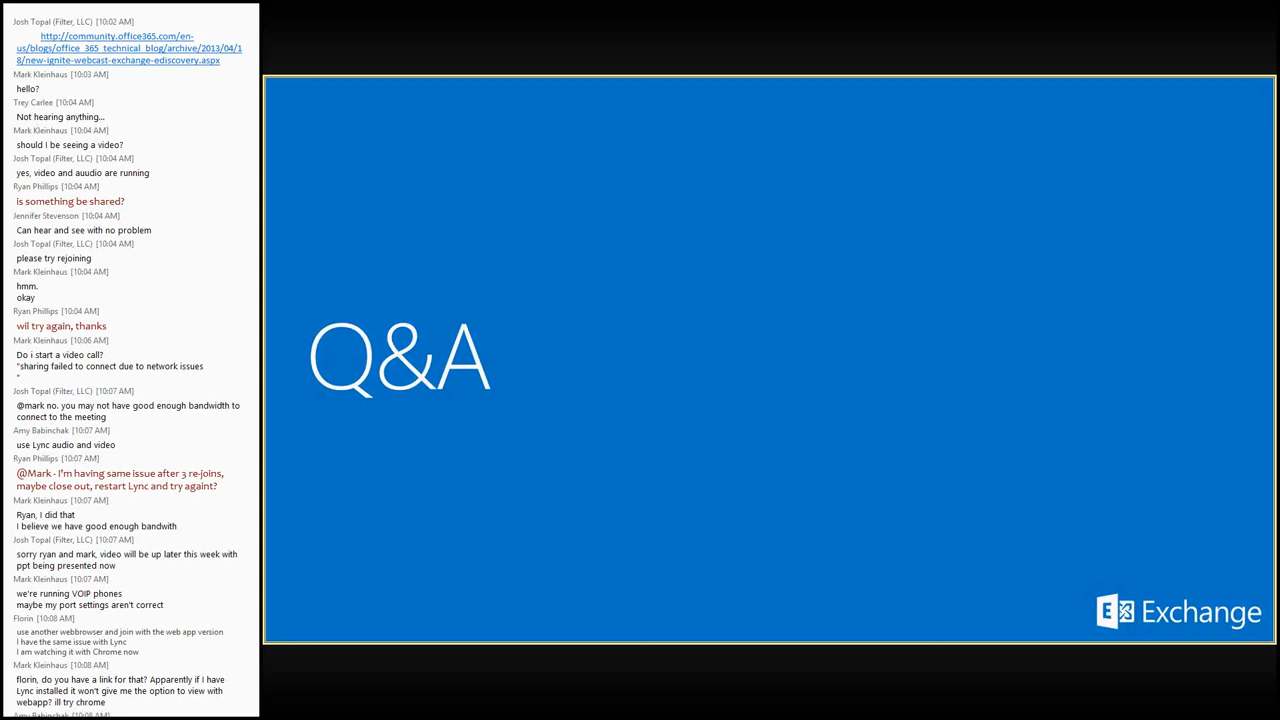 Josh Topal (Filter, LLC) [10:02 AM]
http://community.office365.com/en-
us/blogs/office_365_technical_blog/archive/2013/04/1
8/new-ignite-webcast-exchange-ediscovery.aspx
Mark Kleinhaus [10:03 AM]
hello?
Trey Carlee [10:04 AM]
Not hearing anything...
Mark Kleinhaus [10:04 AM]
should I be seeing a video?
Josh Topal (Filter, LLC) [10:04 AM]
yes, video and auudio are running
Ryan Phillips [10:04 AM]
is something be shared?
Jennifer Stevenson [10:04 AM]
Can hear and see with no problem
Josh Topal (Filter, LLC) [10:04 AM]
please try rejoining
Mark Kleinhaus [10:04 AM]
hmm.
okay
Ryan Phillips [10:04 AM]
wil try again, thanks
Mark Kleinhaus [10:06 AM]
Do i start a video call?
"sharing failed to connect due to network issues
"
Josh Topal (Filter, LLC) [10:07 AM]
@mark no. you may not have good enough bandwidth to
connect to the meeting
Amy Babinchak [10:07 AM]
use Lync audio and video
Ryan Phillips [10:07 AM]
@Mark - I'm having same issue after 3 re-joins,
maybe close out, restart Lync and try againt?
Mark Kleinhaus [10:07 AM]
Ryan, I did that
I believe we have good enough bandwith
Josh Topal (Filter, LLC) [10:07 AM]
sorry ryan and mark, video will be up later this week with
ppt being presented now
Mark Kleinhaus [10:07 AM]
we're running VOIP phones
maybe my port settings aren't correct
Florin [10:08 AM]
use another webbrowser and join with the web app version
I have the same issue with Lync
I am watching it with Chrome now
Mark Kleinhaus [10:08 AM]
florin, do you have a link for that? Apparently if I have
Lync installed it won't give me the option to view with
webapp? ill try chrome
Amy Babinchak [10:08 AM]
Q&A
Exchange